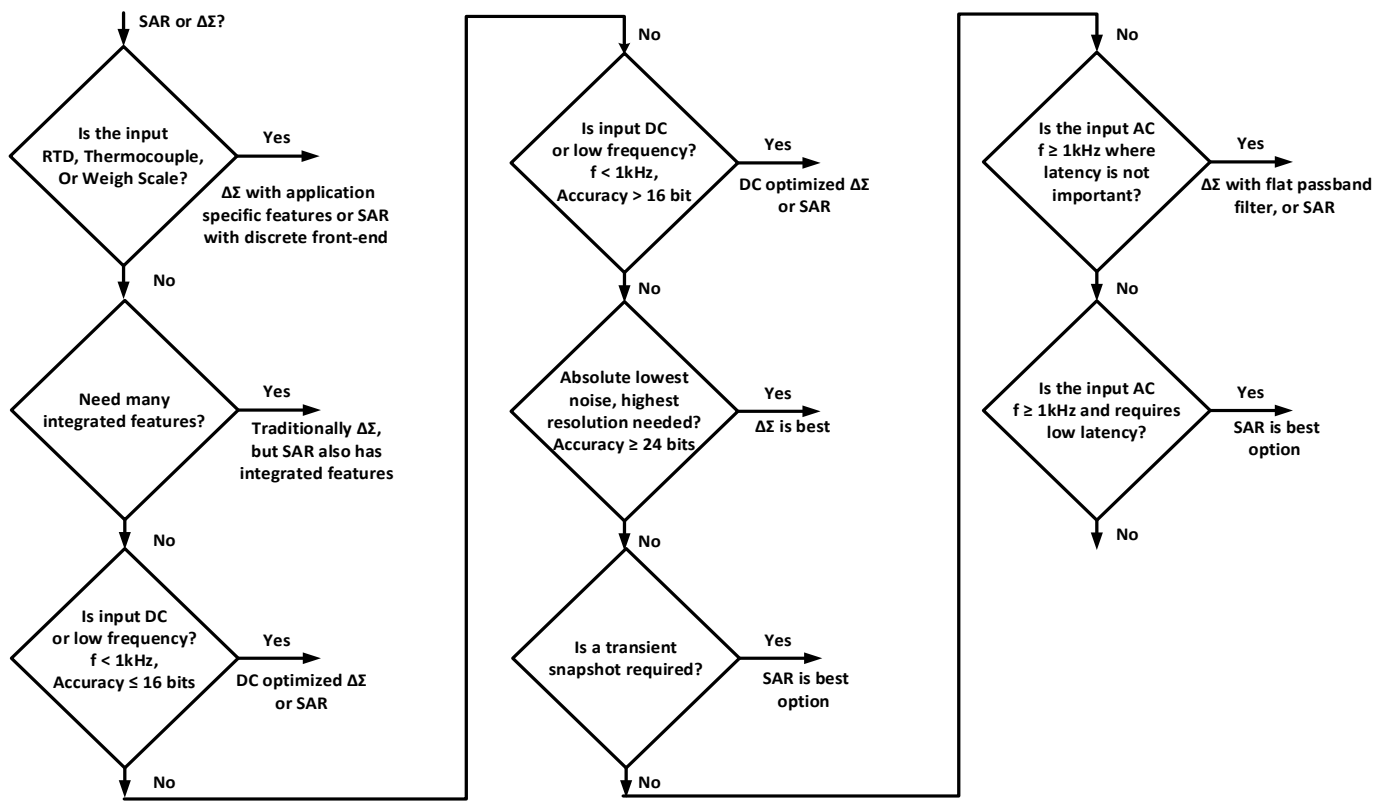 SAR or ΔΣ?
Is the input
RTD, Thermocouple,
Or Weigh Scale?
Yes
ΔΣ with application
specific features or SAR
with discrete front-end
No
Need many
integrated features?
Yes
Traditionally ΔΣ,
but SAR also has
integrated features
No
Is input DC
or low frequency?
f < 1kHz,
Accuracy ≤ 16 bits
Yes
DC optimized ΔΣ
or SAR
No
No
Is input DC
or low frequency?
f < 1kHz,
Accuracy > 16 bit
Yes
DC optimized ΔΣ
or SAR
No
Absolute lowest
noise, highest
resolution needed?
Accuracy ≥ 24 bits
Yes
ΔΣ is best
No
Is a transient
snapshot required?
Yes
SAR is best
option
No
No
Is the input AC
f ≥ 1kHz where
latency is not
important?
Yes
ΔΣ with flat passband
filter, or SAR
No
Is the input AC
f ≥ 1kHz and requires
low latency?
Yes
SAR is best
option
No